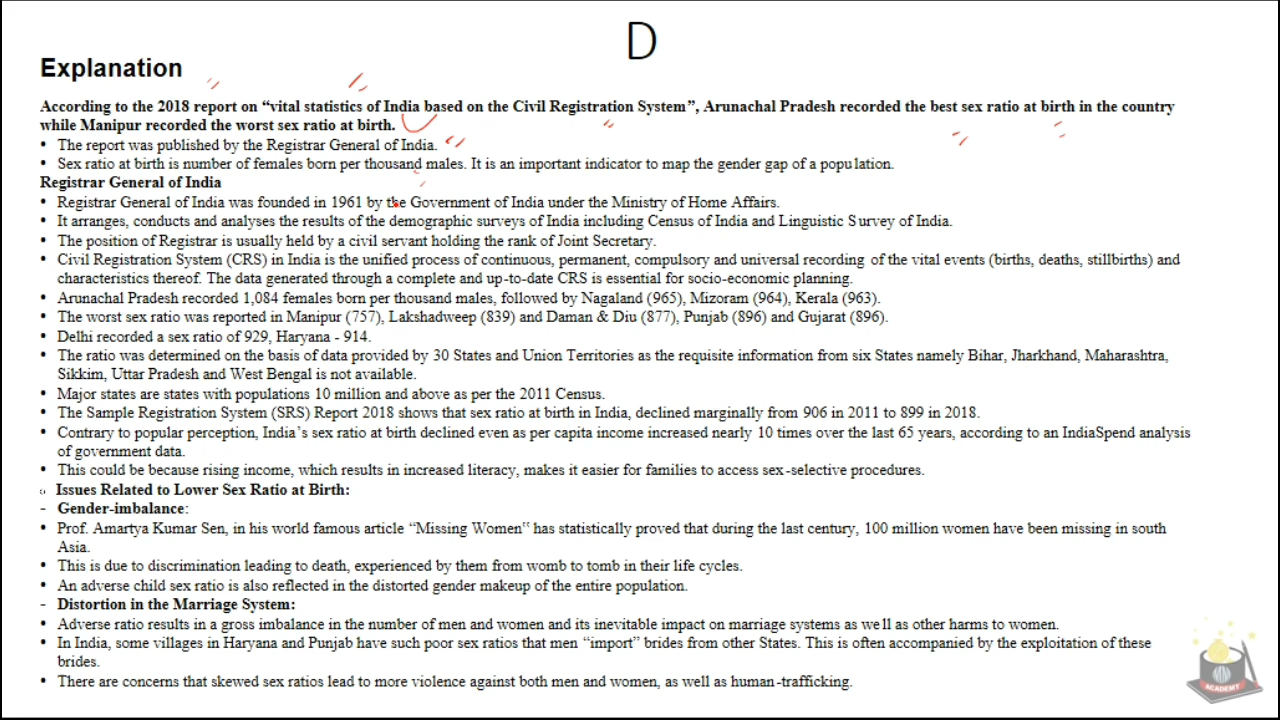 D
Explanation
According to the 2018 report on “vital statistics of India based on the Civil Registration System”, Arunachal Pradesh recorded the best sex ratio at birth in the country
while Manipur recorded the worst sex ratio at birth.
• The report was published by the Registrar General of India.
• Sex ratio at birth is number of females born per thousand males. It is an important indicator to map the gender gap of a population.
Registrar General of India
• Registrar General of India was founded in 1961 by the Government of India under the Ministry of Home Affairs.
• It arranges, conducts and analyses the results of the demographic surveys of India including Census of India and Linguistic Survey of India.
• The position of Registrar is usually held by a civil servant holding the rank of Joint Secretary.
• Civil Registration System (CRS) in India is the unified process of continuous, permanent, compulsory and universal recording of the vital events (births, deaths, stillbirths) and
characteristics thereof. The data generated through a complete and up-to-date CRS is essential for socio-economic planning.
• Arunachal Pradesh recorded 1,084 females born per thousand males, followed by Nagaland (965), Mizoram (964), Kerala (963).
• The worst sex ratio was reported in Manipur (757), Lakshadweep (839) and Daman & Diu (877), Punjab (896) and Gujarat (896).
• Delhi recorded a sex ratio of 929, Haryana - 914.
• The ratio was determined on the basis of data provided by 30 States and Union Territories as the requisite information from six States namely Bihar, Jharkhand, Maharashtra,
Sikkim, Uttar Pradesh and West Bengal is not available.
• Major states are states with populations 10 million and above as per the 2011 Census.
• The Sample Registration System (SRS) Report 2018 shows that sex ratio at birth in India, declined marginally from 906 in 2011 to 899 in 2018.
• Contrary to popular perception, India’s sex ratio at birth declined even as per capita income increased nearly 10 times over the last 65 years, according to an IndiaSpend analysis
of government data.
• This could be because rising income, which results in increased literacy, makes it easier for families to access sex-selective procedures.
Issues Related to Lower Sex Ratio at Birth:
- Gender-imbalance:
• Prof. Amartya Kumar Sen, in his world famous article “Missing Women“ has statistically proved that during the last century, 100 million women have been missing in south
Asia.
• This is due to discrimination leading to death, experienced by them from womb to tomb in their life cycles.
• An adverse child sex ratio is also reflected in the distorted gender makeup of the entire population.
- Distortion in the Marriage System:
• Adverse ratio results in a gross imbalance in the number of men and women and its inevitable impact on marriage systems as well as other harms to women.
• In India, some villages in Haryana and Punjab have such poor sex ratios that men “import” brides from other States. This is often accompanied by the exploitation of these
brides.
• There are concerns that skewed sex ratios lead to more violence against both men and women, as well as human-trafficking.
ACADEMY